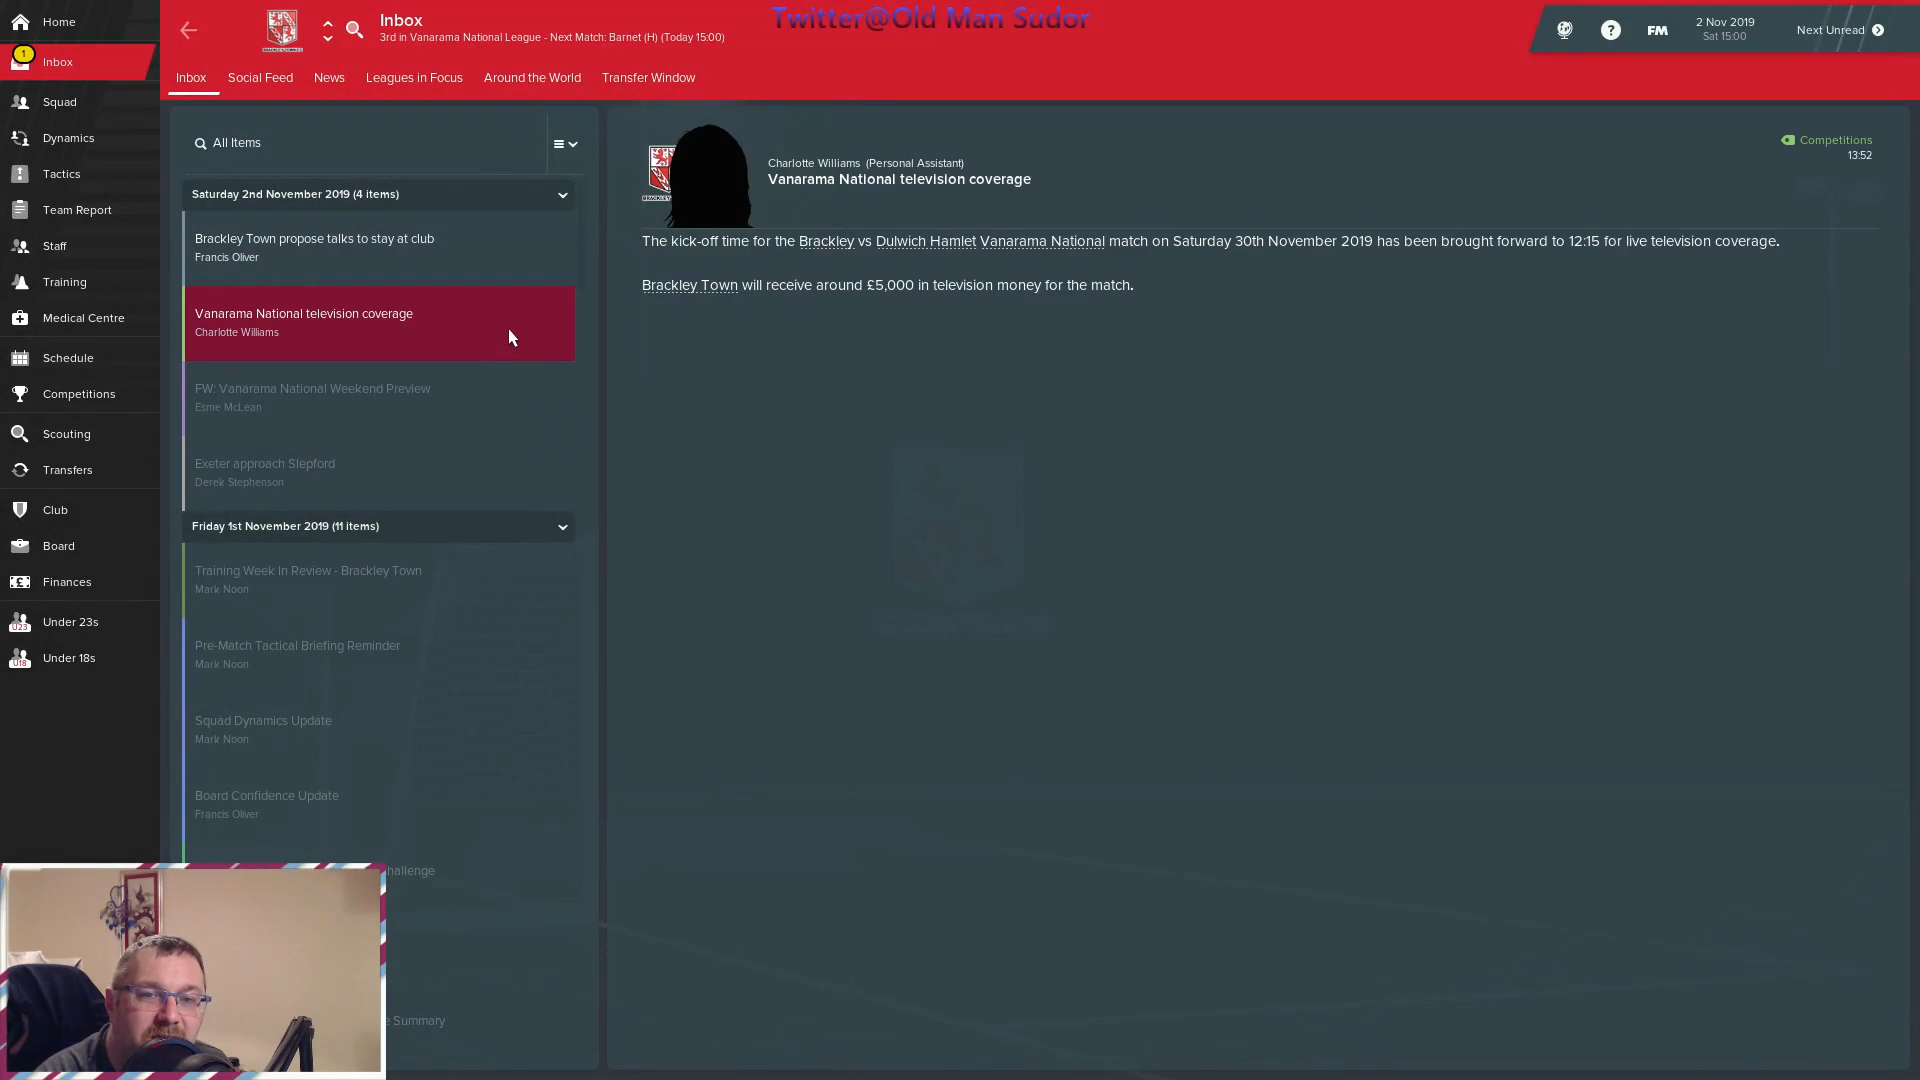 Home
Inbox
1
Squad
Dynamics
Tactics
Team Report
Staff
Training
Medical Centre
Schedule
Competitions
Scouting
Transfers
Club
Board
Finances
Under 23s
U23
Under 18s
U18
Inbox
3rd in Vanarama National League - Next Match: Barnet (H) (Today 15:00)
Twitter@Old Man Sudor
FM
2 Nov 2019
Sat 15:00
Next Unread
Inbox Social Feed News Leagues in Focus Around the World Transfer Window
All Items
Saturday 2nd November 2019 (4 items)
Brackley Town propose talks to stay at club
Francis Oliver
Vanarama National television coverage
Charlotte Williams
FW: Vanarama National Weekend Preview
Esme McLean
Exeter approach Slepford
Derek Stephenson
Friday 1st November 2019 (11 items)
Training Week In Review - Brackley Town
Mark Noon
Pre-Match Tactical Briefing Reminder
Mark Noon
Squad Dynamics Update
Mark Noon
Board Confidence Update
Francis Oliver
hallenge
e Summary
Charlotte Williams (Personal Assistant)
Vanarama National television coverage
Competitions
13:52
The kick-off time for the Brackley vs Dulwich Hamlet Vanarama National match on Saturday 30th November 2019 has been brought forward to 12:15 for live television coverage.
Brackley Town will receive around £5,000 in television money for the match.